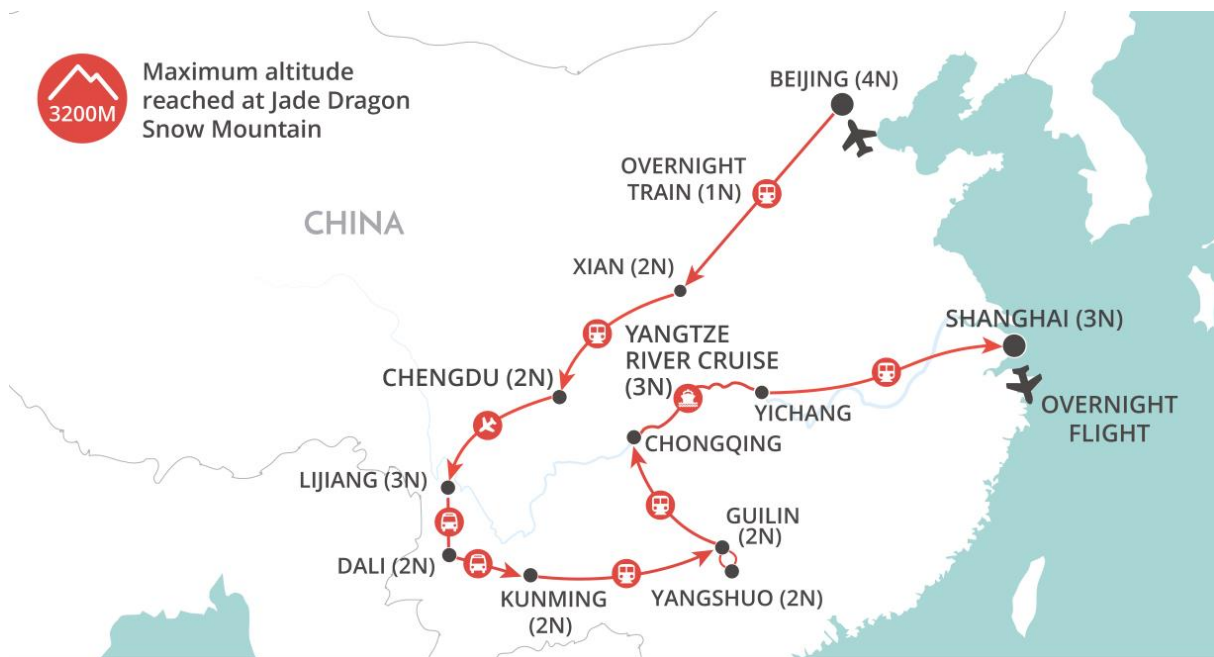 3200M
Maximum altitude
reached at Jade Dragon
Snow Mountain
BEIJING (4N)
OVERNIGHT
TRAIN (1N)
CHINA
XIAN (2N)
SHANGHAI (3N)
YANGTZE
RIVER CRUISE
(3N)
CHENGDU (2N)
YICHANG
OVERNIGHT
FLIGHT
CHONGQING
LIJIANG (3N)
GUILIN
(2N)
DALI (2N)
KUNMING
(2N)
YANGSHUO (2N)